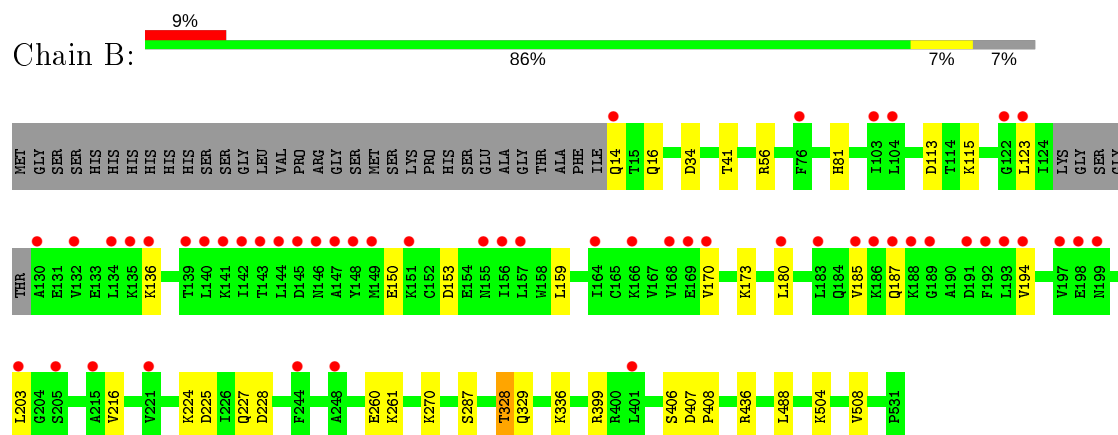 9%
Chain B:
86% 7% 7%
MET GLY SER SER HIS HIS HIS HIS HIS HIS SER SER GLY LEU VAL PRO ARG GLY SER MET SER LYS PRO HIS SER GLU ALA GLY THR ALA PHE ILE Q14 T15 Q16 D34 T41 R56 F76 H81 I103 L104 D113 T114 K115 G122 L123 I124 LYS GLY SER GLY
THR A130 E131 V132 E133 L134 K135 K136 T139 L140 K141 I142 T143 L144 D145 N146 A147 Y148 M149 E150 K151 C152 D153 E154 N155 I156 L157 W158 L159 I164 C165 K166 V167 V168 E169 V170 K173 L180 L183 Q184 V185 K186 Q187 K188 G189 A190 D191 F192 L193 V194 V197 E198 N199
L203 G204 S205 A215 V216 V221 K224 D225 I226 Q227 D228 F244 A248 E260 K261 K270 S287 T328 Q329 K336 R399 R400 L401 S406 D407 P408 R436 L488 K504 V508 P531